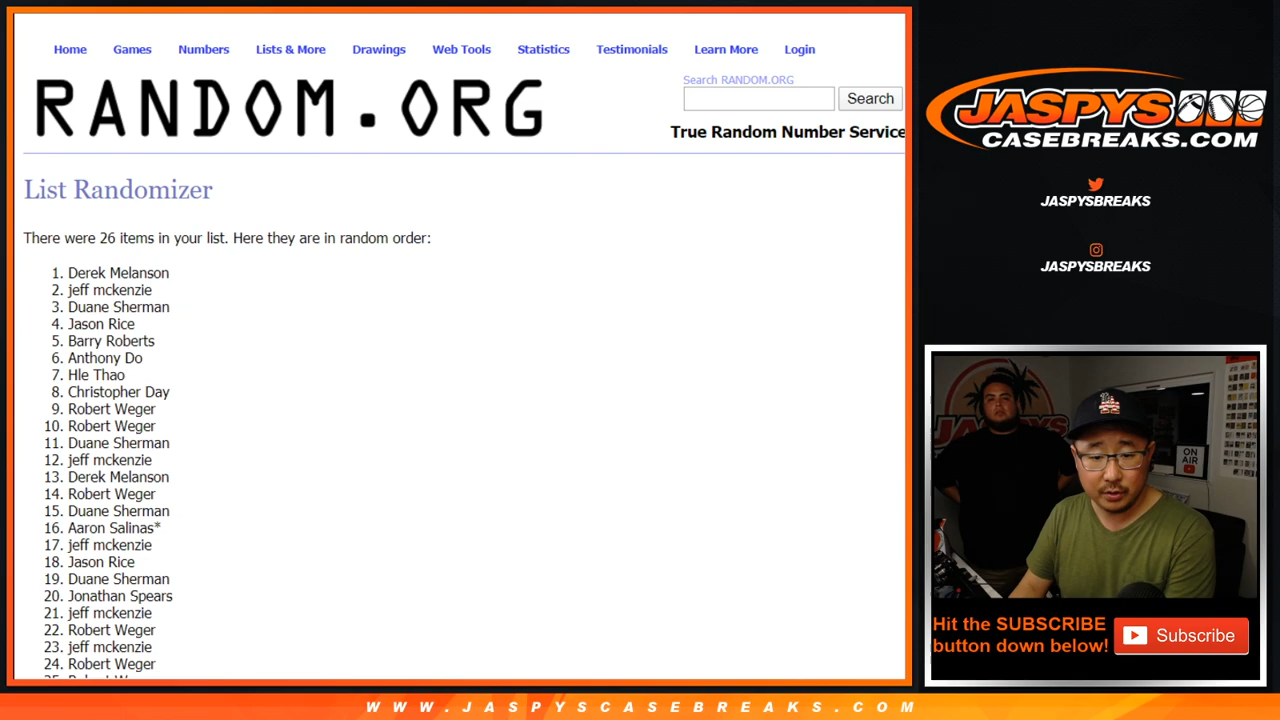 Home Games Numbers Lists & More Drawings Web Tools Statistics Testimonials Learn More Login
RANDOM.ORG
Search RANDOM.ORG
Search
True Random Number Service
List Randomizer
There were 26 items in your list. Here they are in random order:
1. Derek Melanson
2. jeff mckenzie
3. Duane Sherman
4. Jason Rice
5. Barry Roberts
6. Anthony Do
7. Hle Thao
8. Christopher Day
9. Robert Weger
10. Robert Weger
11. Duane Sherman
12. jeff mckenzie
13. Derek Melanson
14. Robert Weger
15. Duane Sherman
16. Aaron Salinas*
17. jeff mckenzie
18. Jason Rice
19. Duane Sherman
20. Jonathan Spears
21. jeff mckenzie
22. Robert Weger
23. jeff mckenzie
24. Robert Weger
JASPYS
CASEBREAKS.COM
JASPYSBREAKS
JASPYSBREAKS
JASPYS
ON
AIR
Hit the SUBSCRIBE
button down below!
Subscribe
WWW.JASPYSCASEBREAKS.COM